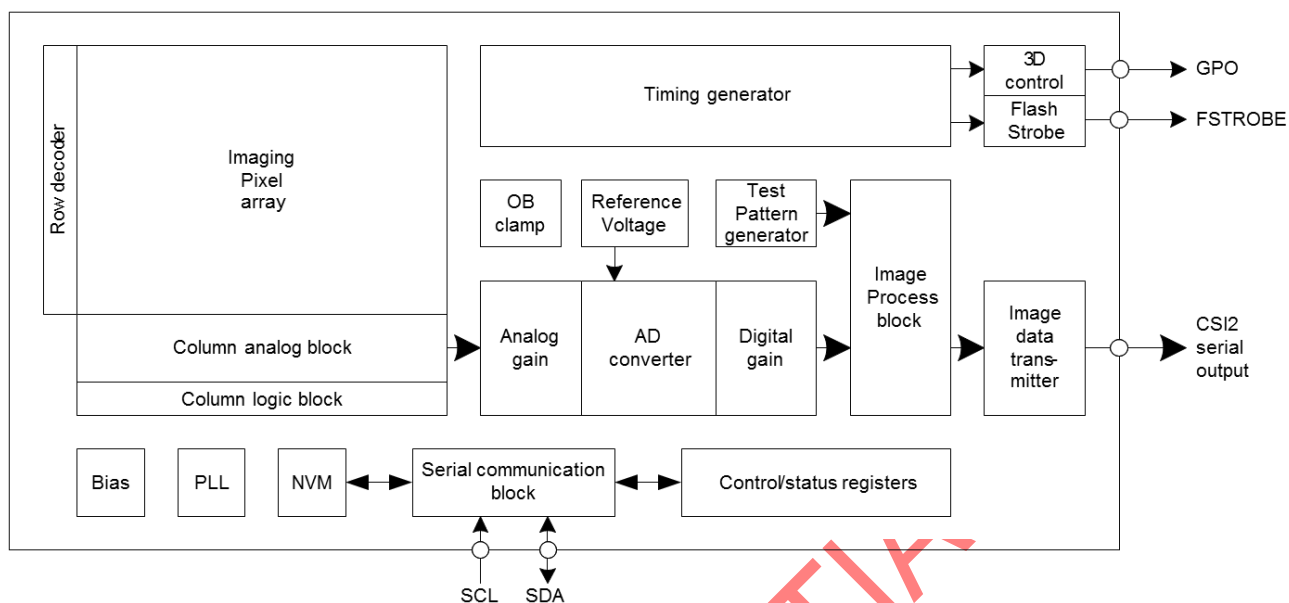 Row decoder
Imaging
Pixel
array
Column analog block
Column logic block
Timing generator
3D
control
Flash
Strobe
GPO
FSTROBE
OB
clamp
Reference
Voltage
Test
Pattern
generator
Analog
gain
AD
converter
Digital
gain
Image
Process
block
Image
data
trans-
mitter
CSI2
serial
output
Bias
PLL
NVM
Serial communication
block
Control/status registers
SCL
SDA